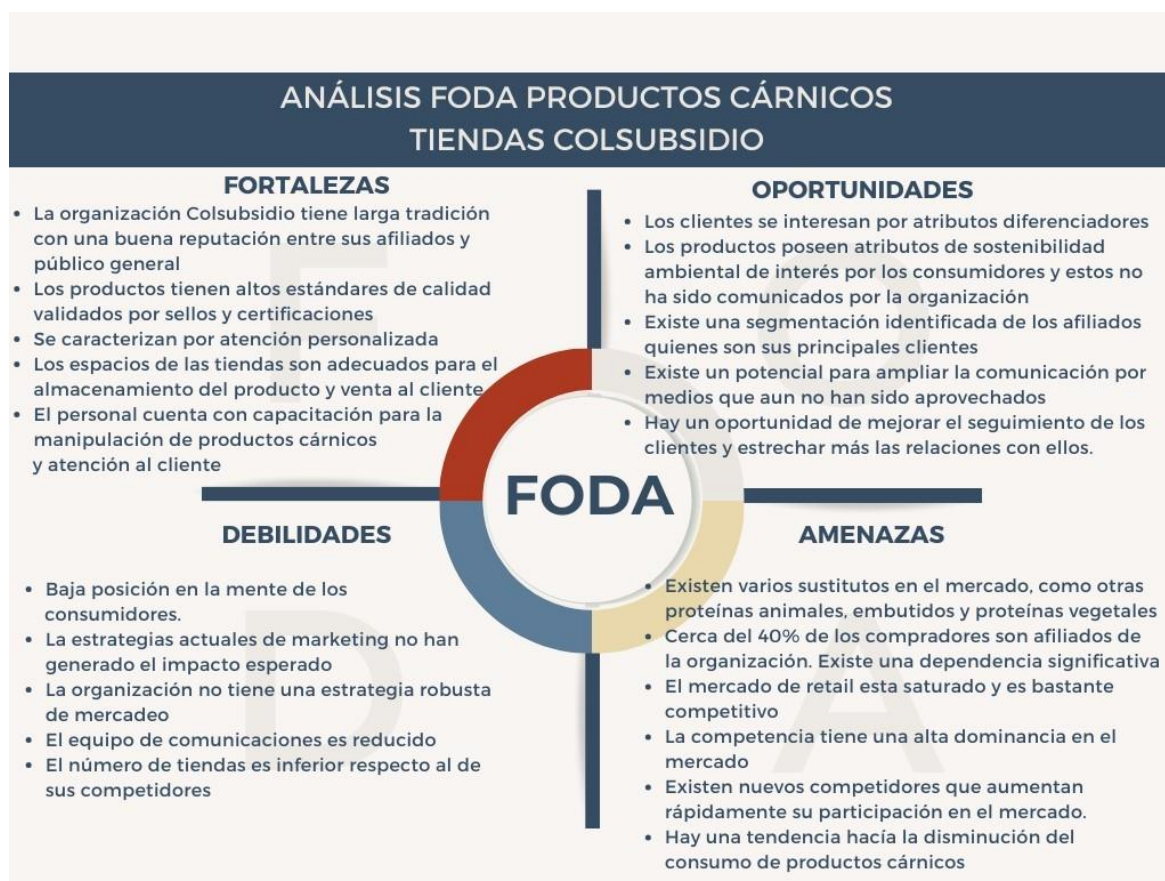 ANÁLISIS FODA PRODUCTOS CÁRNICOS
TIENDAS COLSUBSIDIO
FORTALEZAS
• La organización Colsubsidio tiene larga tradición
con una buena reputación entre sus afiliados y
público general
• Los productos tienen altos estándares de calidad
validados por sellos y certificaciones
• Se caracterizan por atención personalizada
• Los espacios de las tiendas son adecuados para el
almacenamiento del producto y venta al cliente
• El personal cuenta con capacitación para la
manipulación de productos cárnicos
y atención al cliente
OPORTUNIDADES
• Los clientes se interesan por atributos diferenciadores
• Los productos poseen atributos de sostenibilidad
ambiental de interés por los consumidores y estos no
ha sido comunicados por la organización
• Existe una segmentación identificada de los afiliados
quienes son sus principales clientes
• Existe un potencial para ampliar la comunicación por
medios que aun no han sido aprovechados
• Hay un oportunidad de mejorar el seguimiento de los
clientes y estrechar más las relaciones con ellos.
FODA
DEBILIDADES
• Baja posición en la mente de los
consumidores.
• La estrategias actuales de marketing no han
generado el impacto esperado
• La organización no tiene una estrategia robusta
de mercadeo
• El equipo de comunicaciones es reducido
• El número de tiendas es inferior respecto al de
sus competidores
AMENAZAS
• Existen varios sustitutos en el mercado, como otras
proteínas animales, embutidos y proteínas vegetales
• Cerca del 40% de los compradores son afiliados de
la organización. Existe una dependencia significativa
• El mercado de retail esta saturado y es bastante
competitivo
• La competencia tiene una alta dominancia en el
mercado
• Existen nuevos competidores que aumentan
rápidamente su participación en el mercado.
• Hay una tendencia hacía la disminución del
consumo de productos cárnicos
F
O
D
A